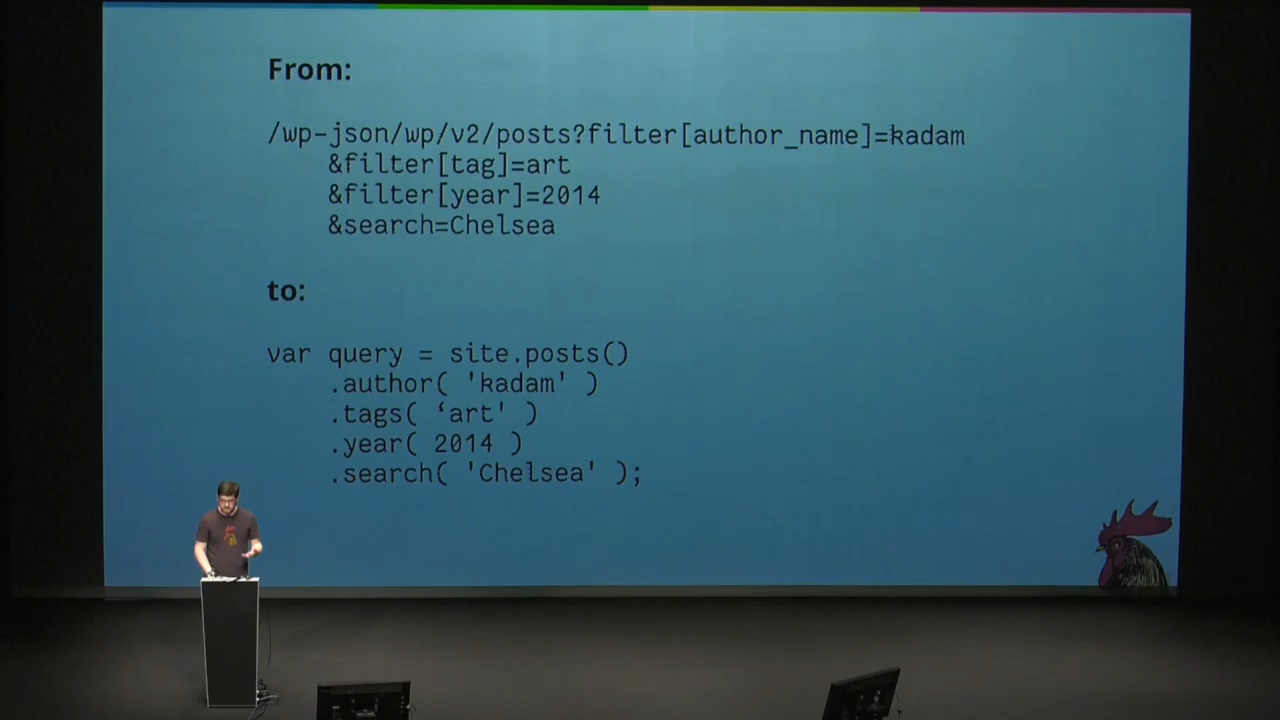 From:
/wp-json/wp/v2/posts?filter[author_name]=kadam
&filter[tag]=art
&filter[year]=2014
&search=Chelsea
to:
var query = site.posts()
.author( 'kadam' )
.tags( ‘art' )
.year( 2014 )
.search( 'Chelsea' );